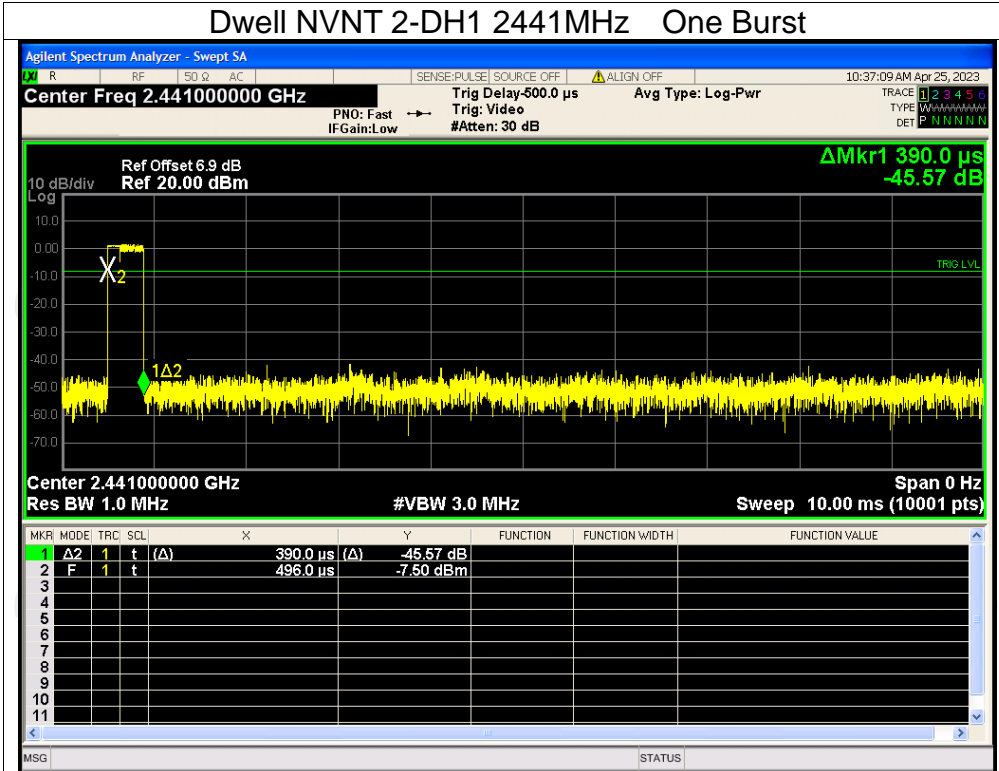 Dwell NVNT 2-DH1 2441MHz One Burst
Agilent Spectrum Analyzer - Swept SA
LXI R RF 50 Ω AC SENSE:PULSE SOURCE OFF ALIGN OFF 10:37:09 AM Apr 25, 2023
Center Freq 2.441000000 GHz Trig Delay-500.0 µs Avg Type: Log-Pwr TRACE 1 2 3 4 5 6
PNO: Fast Trig: Video TYPE WWWWWW
IFGain:Low #Atten: 30 dB DET P N N N N N
ΔMkr1 390.0 µs
-45.57 dB
Ref Offset 6.9 dB
10 dB/div Ref 20.00 dBm
Log
10.0
0.00
TRIG LVL
-10.0
2
-20.0
-30.0
-40.0
1Δ2
-50.0
-60.0
-70.0
Center 2.441000000 GHz Span 0 Hz
Res BW 1.0 MHz #VBW 3.0 MHz Sweep 10.00 ms (10001 pts)
MKR MODE TRC SCL X Y FUNCTION FUNCTION WIDTH FUNCTION VALUE
1 Δ2 1 t (Δ) 390.0 µs (Δ) -45.57 dB
2 F 1 t 496.0 µs -7.50 dBm
3
4
5
6
7
8
9
10
11
MSG STATUS